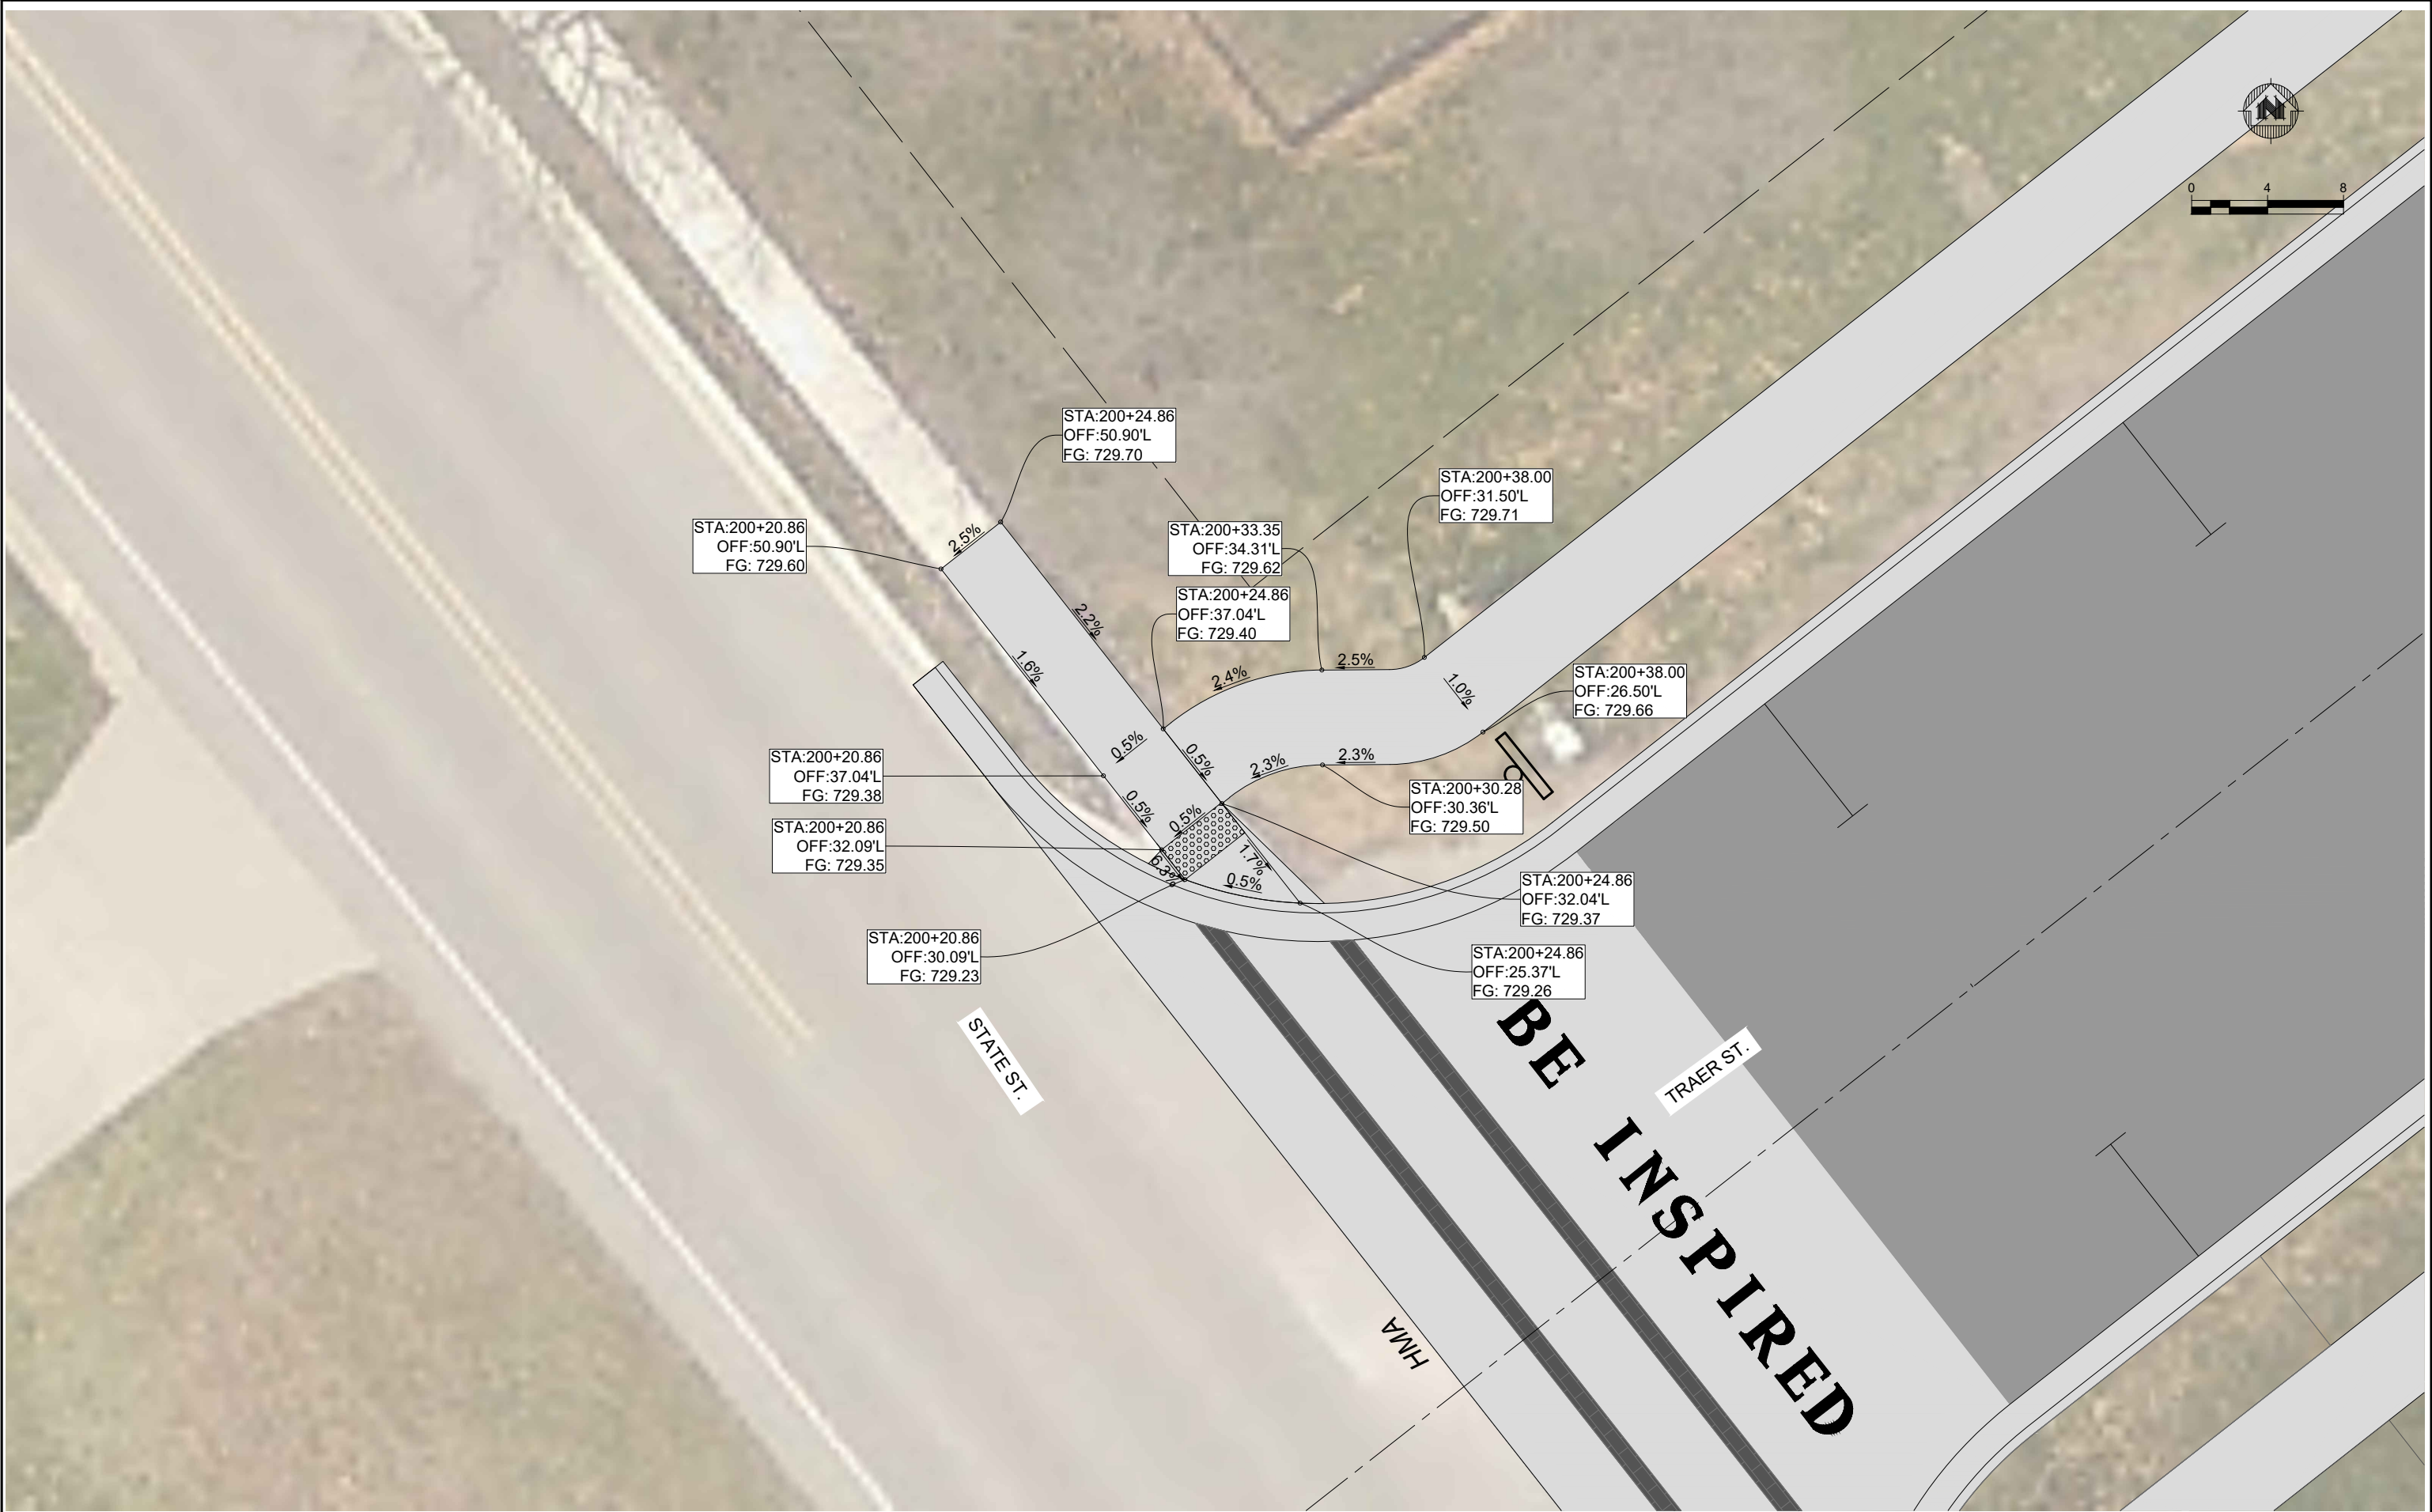 N
0 4 8
STA:200+24.86
OFF:50.90'L
FG: 729.70
STA:200+38.00
OFF:31.50'L
FG: 729.71
STA:200+20.86
OFF:50.90'L
FG: 729.60
2.5%
STA:200+33.35
OFF:34.31'L
FG: 729.62
STA:200+24.86
OFF:37.04'L
FG: 729.40
2.2%
1.6%
2.4%
2.5%
1.0%
STA:200+38.00
OFF:26.50'L
FG: 729.66
0.5%
0.5%
2.3%
2.3%
STA:200+20.86
OFF:37.04'L
FG: 729.38
0.5%
0.5%
STA:200+30.28
OFF:30.36'L
FG: 729.50
STA:200+20.86
OFF:32.09'L
FG: 729.35
6.3%
1.7%
0.5%
STA:200+24.86
OFF:32.04'L
FG: 729.37
STA:200+20.86
OFF:30.09'L
FG: 729.23
STA:200+24.86
OFF:25.37'L
FG: 729.26
STATE ST.
TRAER ST.
BE INSPIRED
HMA